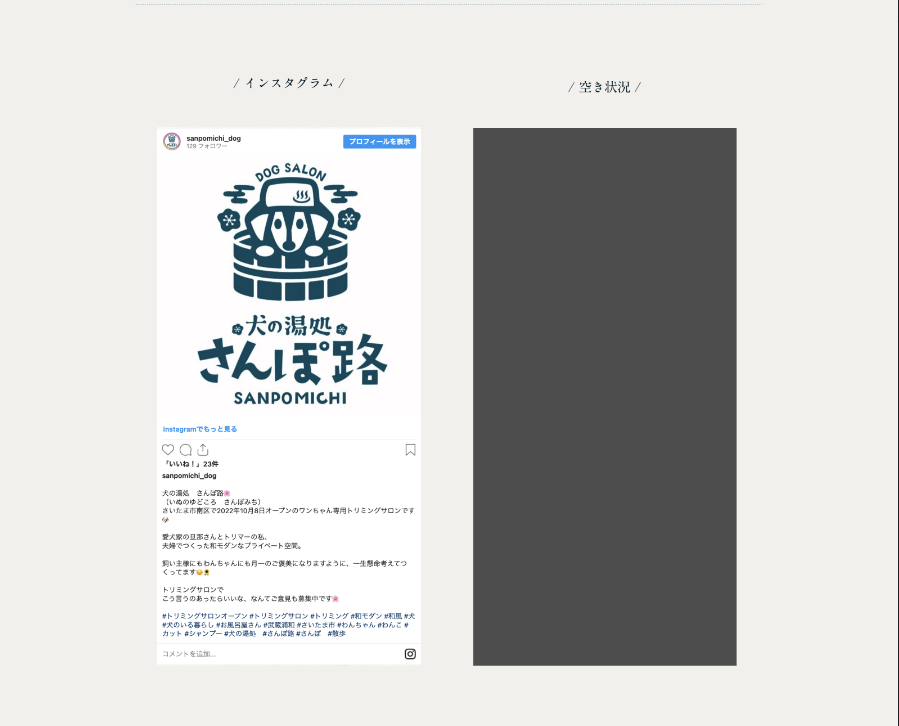 / インスタグラム /
/ 空き状況 /
sanpomichi_dog
128 フォロワー
プロフィールを表示
DOG SALON
犬の湯処
さんぽ路
SANPOMICHI
Instagramでもっと見る
「いいね！」23件
sanpomichi_dog
犬の湯処　さんぽ路🌸
（いぬのゆどころ　さんぽみち）
さいたま市南区で2022年10月8日オープンのワンちゃん専用トリミングサロンです
🐶
愛犬家の旦那さんとトリマーの私、
夫婦でつくった和モダンなプライベート空間。
飼い主様にもわんちゃんにも月一のご褒美になりますように、一生懸命考えてつ
くってます
トリミングサロンで
こう言うのあったらいいな、なんてご意見も募集中です🌸
#トリミングサロンオープン #トリミングサロン #トリミング #和モダン #和風 #犬
#犬のいる暮らし #お風呂屋さん #武蔵浦和 #さいたま市 #わんちゃん #わんこ #
カット #シャンプー #犬の湯処　#さんぽ路 #さんぽ　#散歩
コメントを追加...